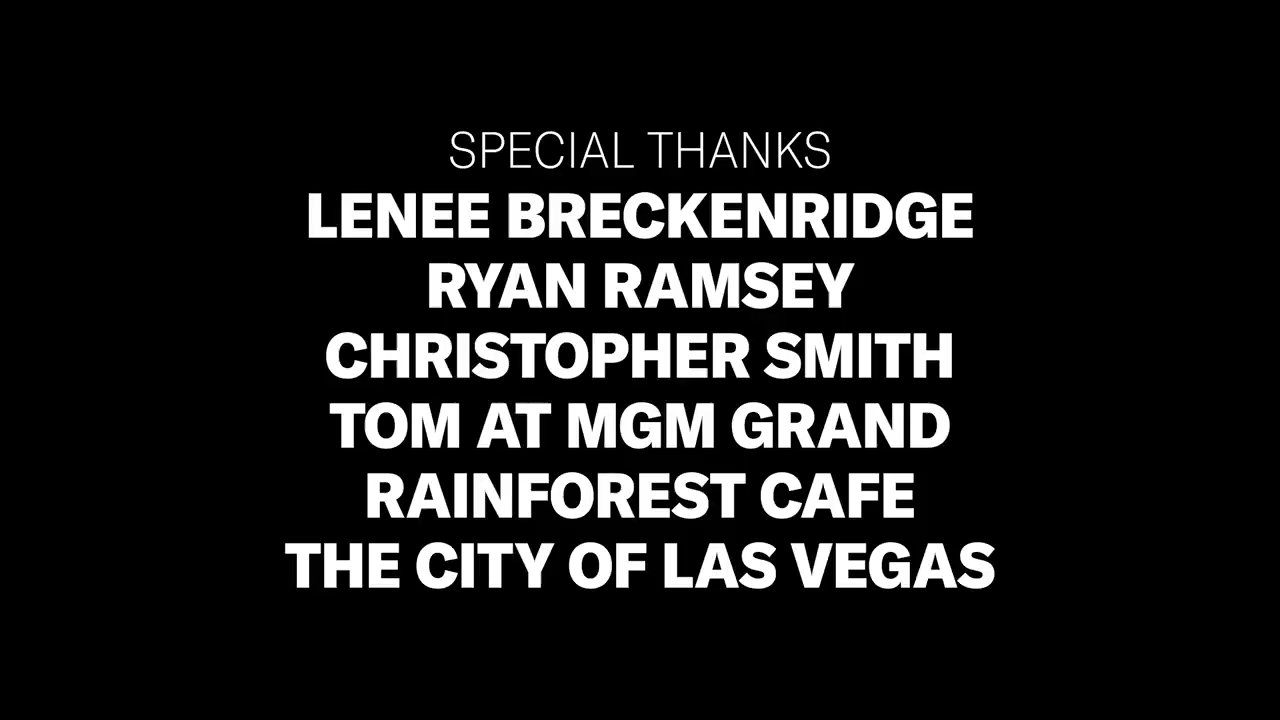 SPECIAL THANKS
LENEE BRECKENRIDGE
RYAN RAMSEY
CHRISTOPHER SMITH
TOM AT MGM GRAND
RAINFOREST CAFE
THE CITY OF LAS VEGAS